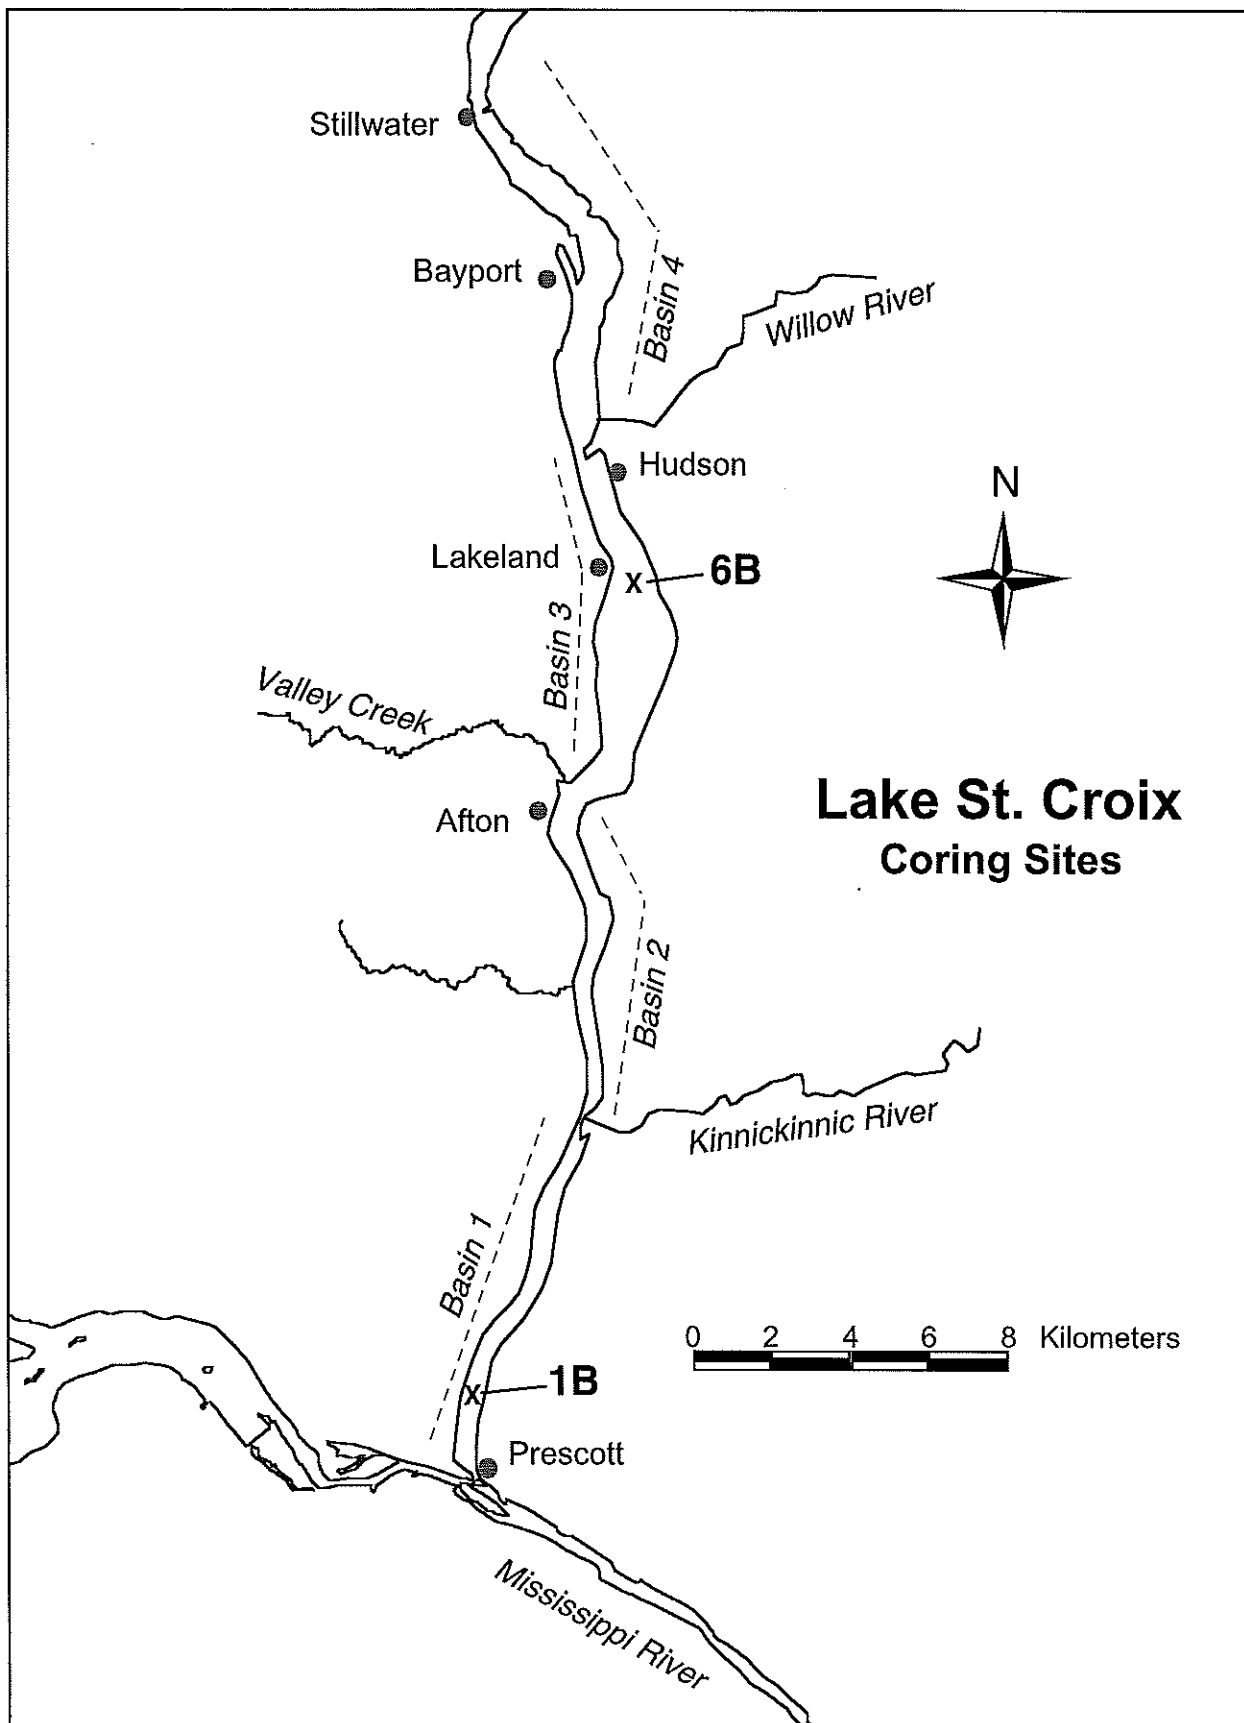 Stillwater
Bayport
Basin 4
Willow River
Hudson
N
Lakeland
X
6B
Basin 3
Valley Creek
Lake St. Croix
Coring Sites
Afton
Basin 2
Kinnickinnic River
Basin 1
0 2 4 6 8 Kilometers
X
1B
Prescott
Mississippi River